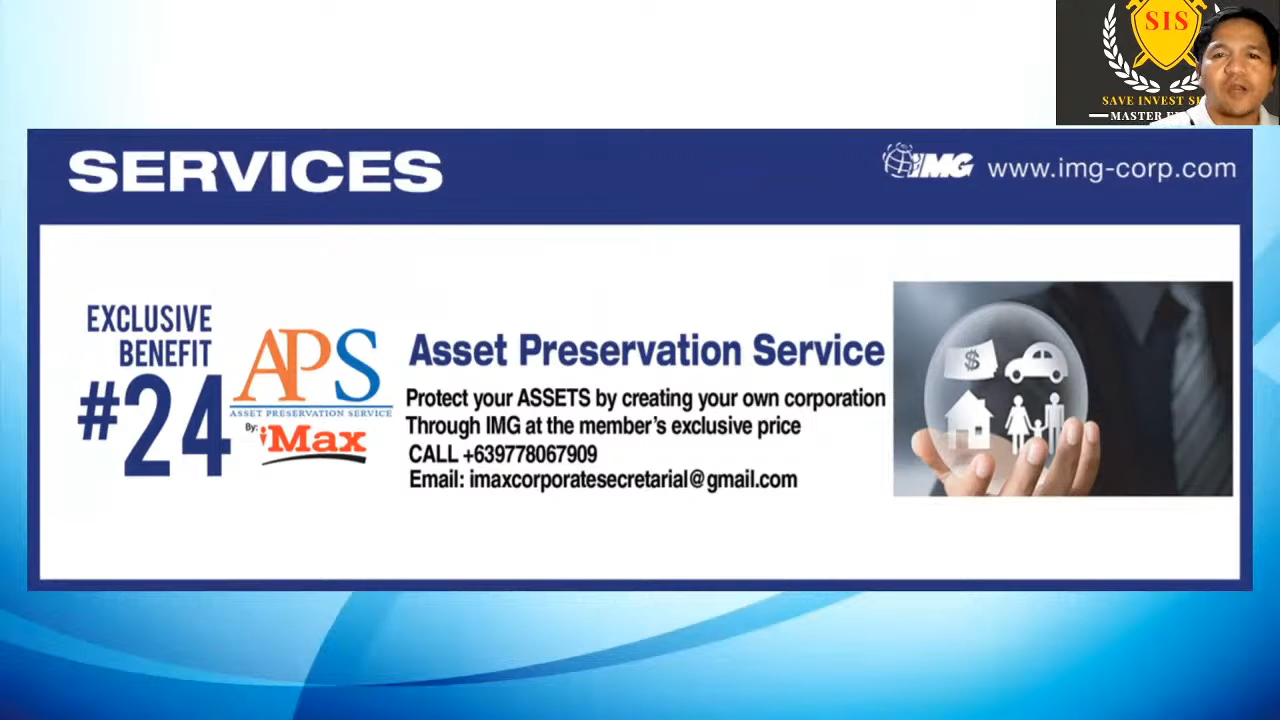 SIS
SAVE INVEST
MASTER
SERVICES
IMG www.img-corp.com
EXCLUSIVE
BENEFIT
#24
APS
ASSET PRESERVATION SERVICE
By: iMax
Asset Preservation Service
Protect your ASSETS by creating your own corporation
Through IMG at the member's exclusive price
CALL +639778067909
Email: imaxcorporatesecretarial@gmail.com
$